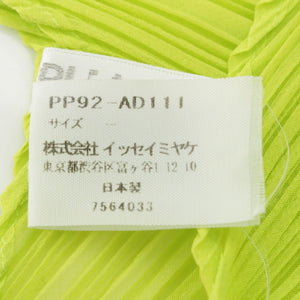 PP92-AD111
サイズ —
株式会社 イッセイミヤケ
東京都渋谷区富ヶ谷1 12 10
日本製
7564033